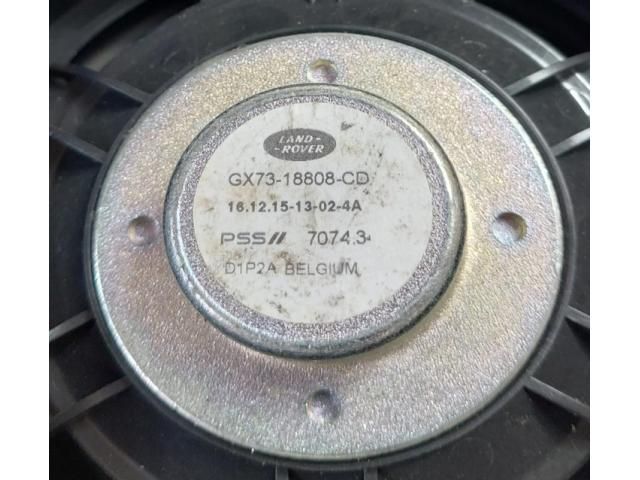 LAND-
-ROVER
GX73-18808-CD
16.12.15-13-02-4A
PSS// 7074.3
D1P2A BELGIUM